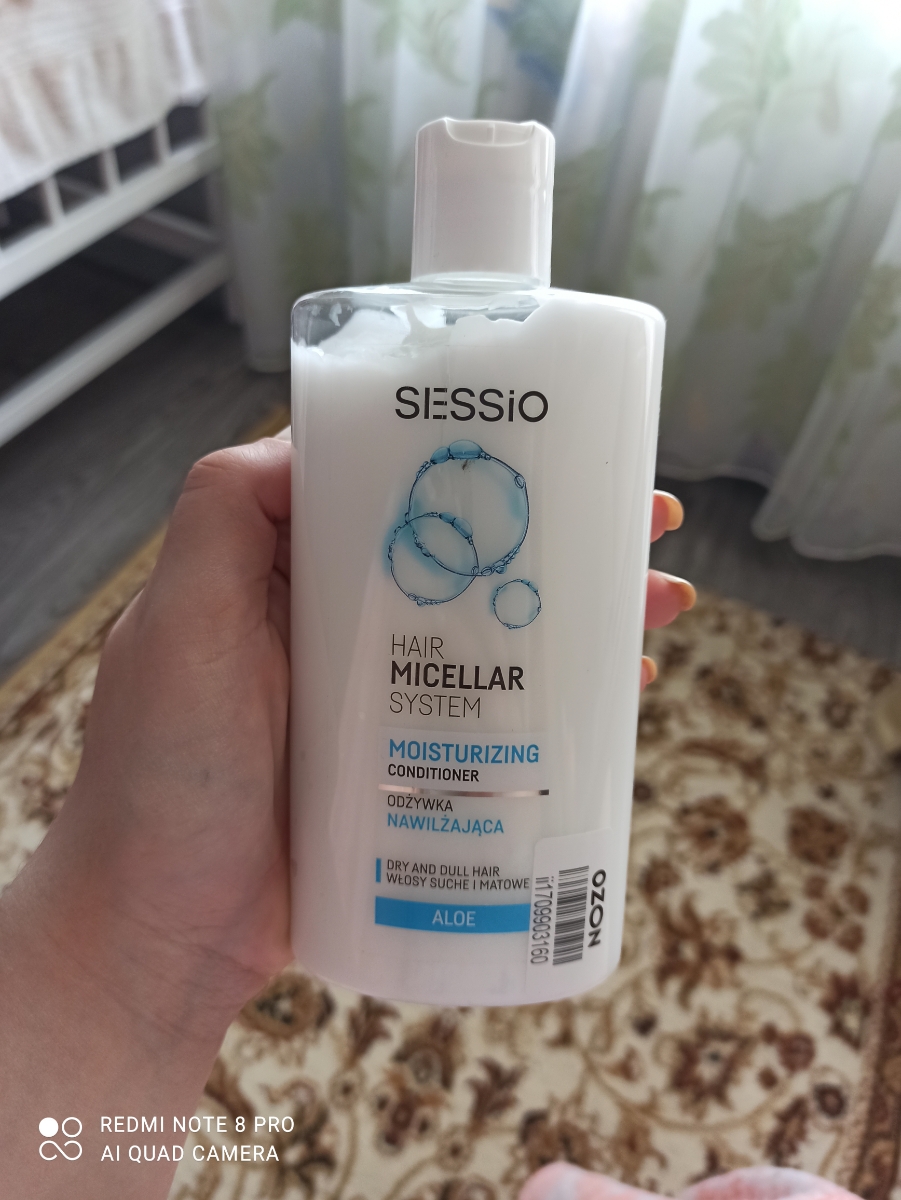 SESSiO
HAIR
MICELLAR
SYSTEM
MOISTURIZING
CONDITIONER
ODŻYWKA
NAWILŻAJĄCA
DRY AND DULL HAIR
WŁOSY SUCHE I MATOWE
ALOE
OZON
ii1709903160
REDMI NOTE 8 PRO
AI QUAD CAMERA